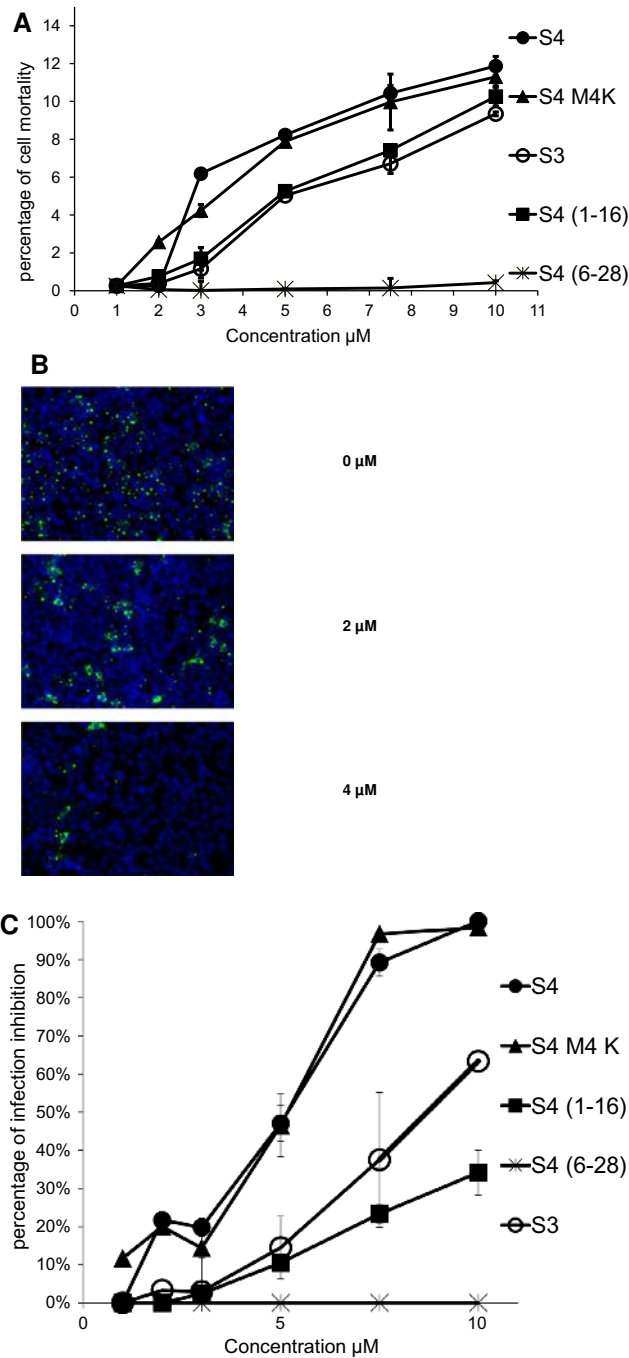 A
percentage of cell mortality
14
12
10
8
6
4
2
0
0 1 2 3 4 5 6 7 8 9 10 11
Concentration µM
S4
S4 M4K
S3
S4 (1-16)
S4 (6-28)
B
0 µM
2 µM
4 µM
C
percentage of infection inhibition
100%
90%
80%
70%
60%
50%
40%
30%
20%
10%
0%
0 5 10
Concentration µM
S4
S4 M4 K
S4 (1-16)
S4 (6-28)
S3